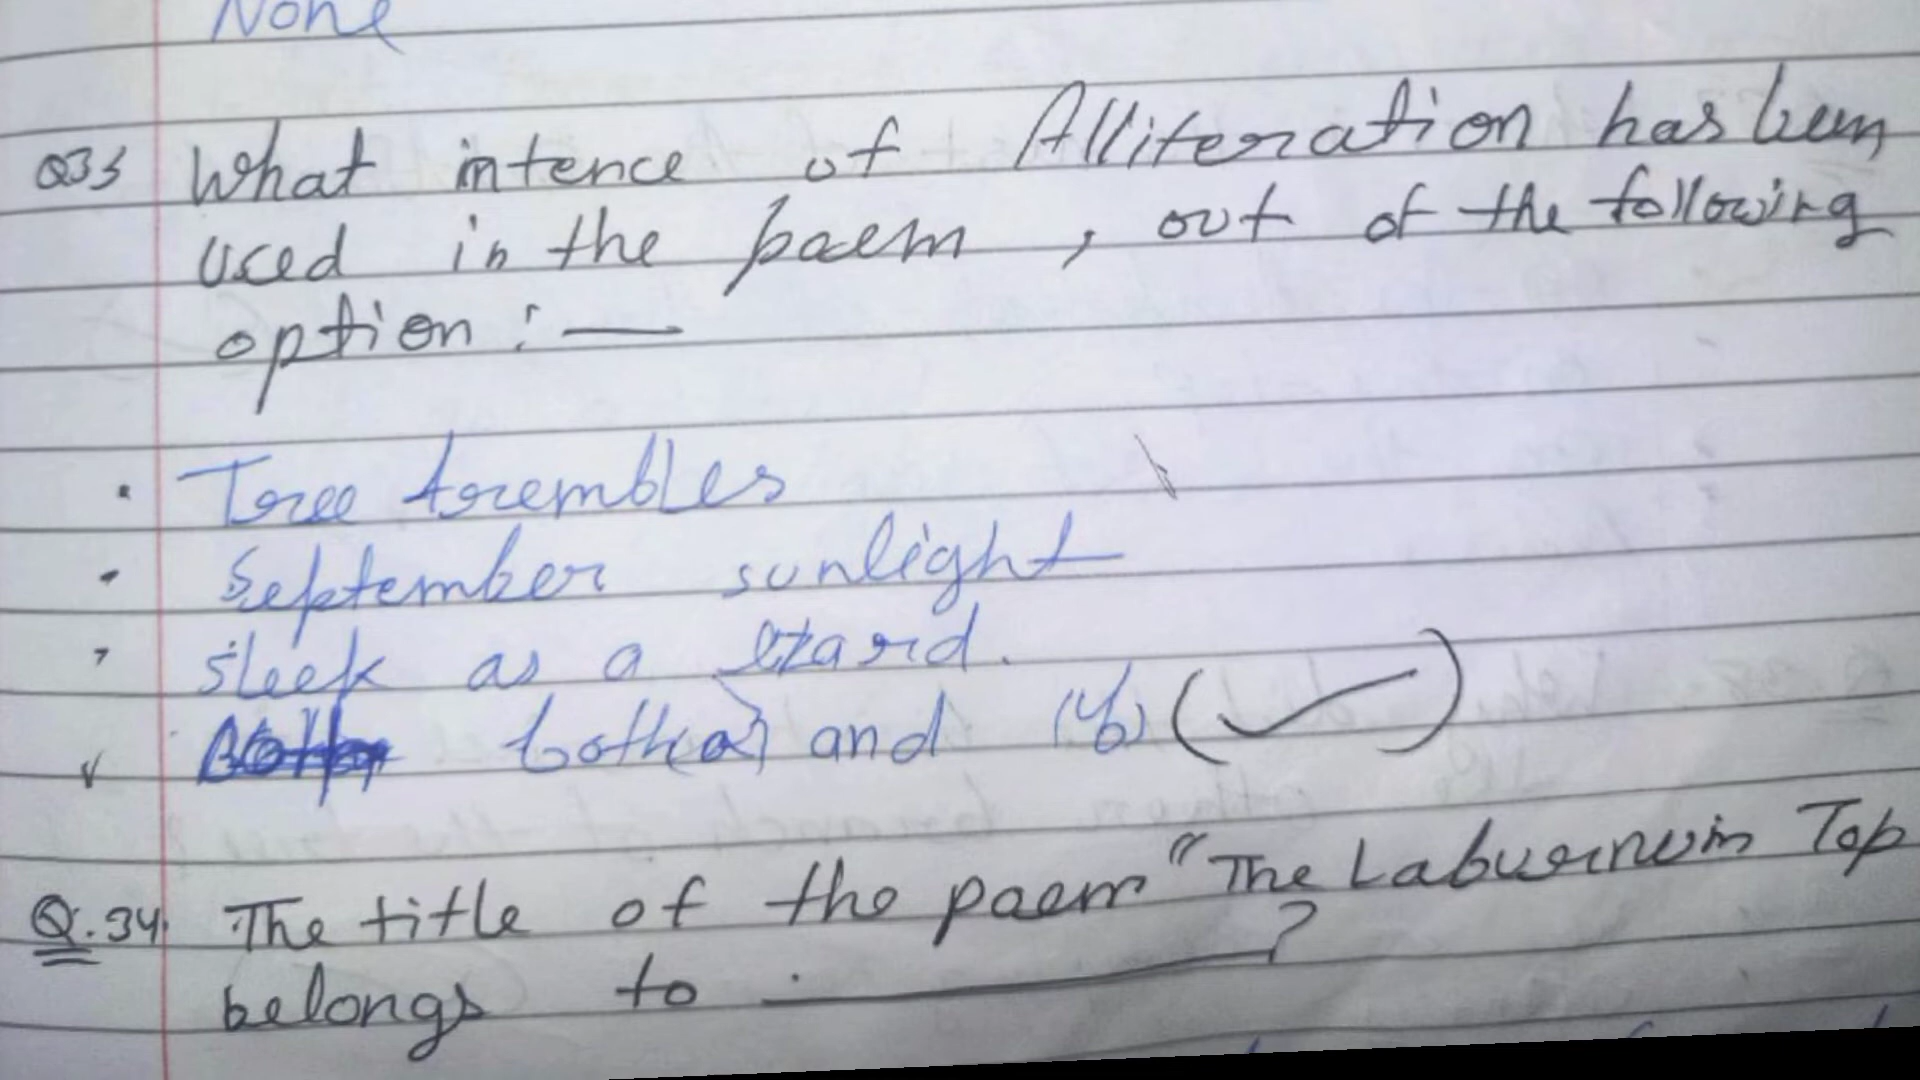 None
Q33 What intence of Alliteration has been
used in the paem , out of the following
option : —
• Tree trembles
• September sunlight
• sleek as a lizard.
both(a) and (b) (✓)
Q.34. The title of the paem "The Laburnum Top
belongs to . ______?